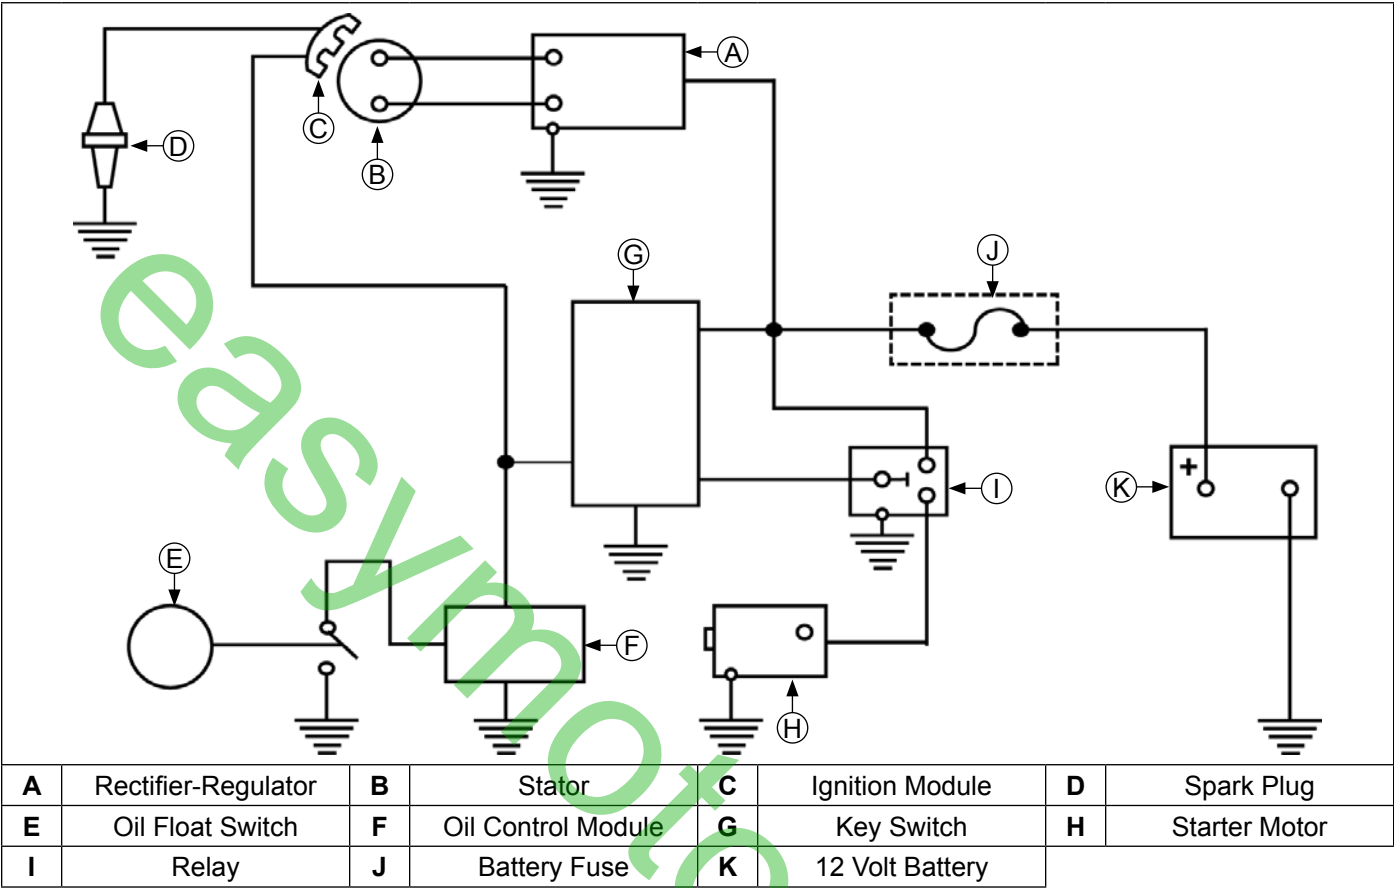 A
C
B
D
G
J
K
I
E
F
H
+
A Rectifier-Regulator B Stator C Ignition Module D Spark Plug
E Oil Float Switch F Oil Control Module G Key Switch H Starter Motor
I Relay J Battery Fuse K 12 Volt Battery
easymoto